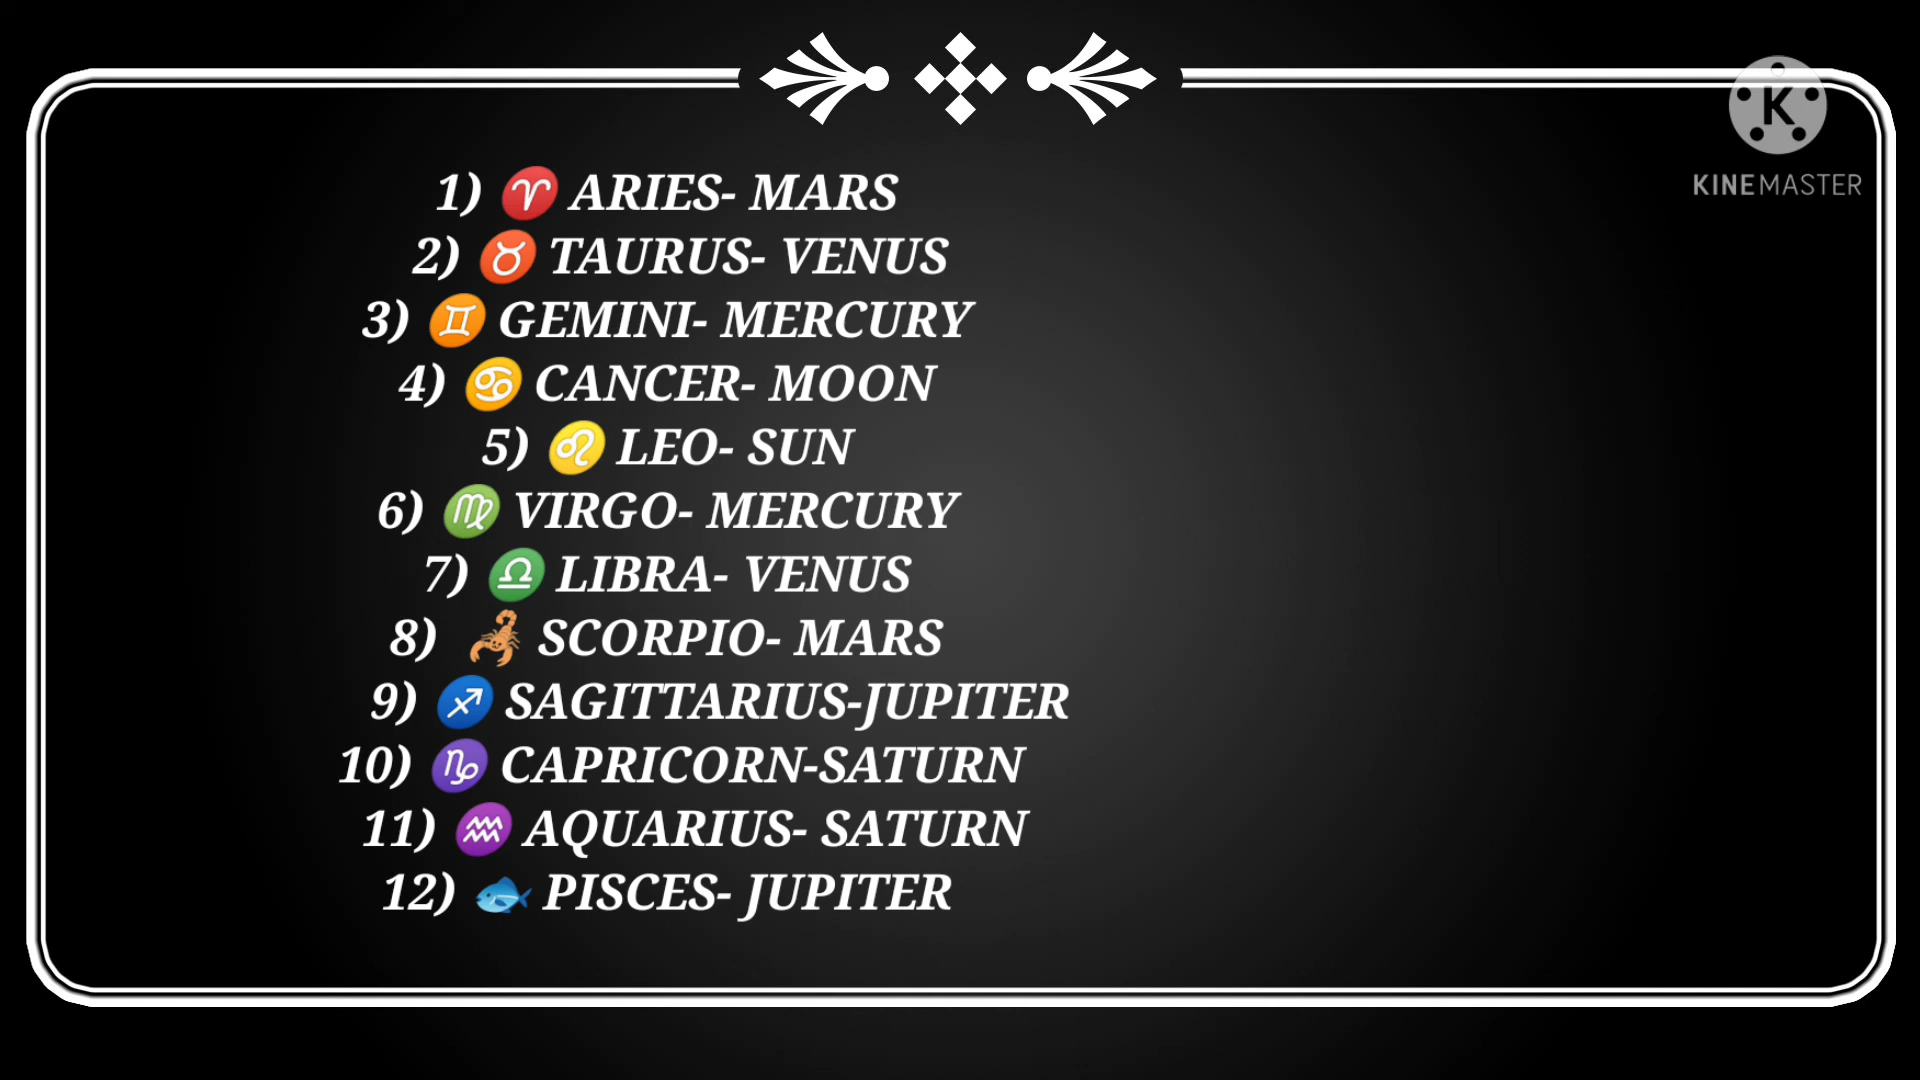 1) ♈ ARIES- MARS
2) ♉ TAURUS- VENUS
3) ♊ GEMINI- MERCURY
4) ♋ CANCER- MOON
5) ♌ LEO- SUN
6) ♍ VIRGO- MERCURY
7) ♎ LIBRA- VENUS
8) 🦂 SCORPIO- MARS
9) ♐ SAGITTARIUS-JUPITER
10) ♑ CAPRICORN-SATURN
11) ♒ AQUARIUS- SATURN
12) 🐟 PISCES- JUPITER
K
KINEMASTER